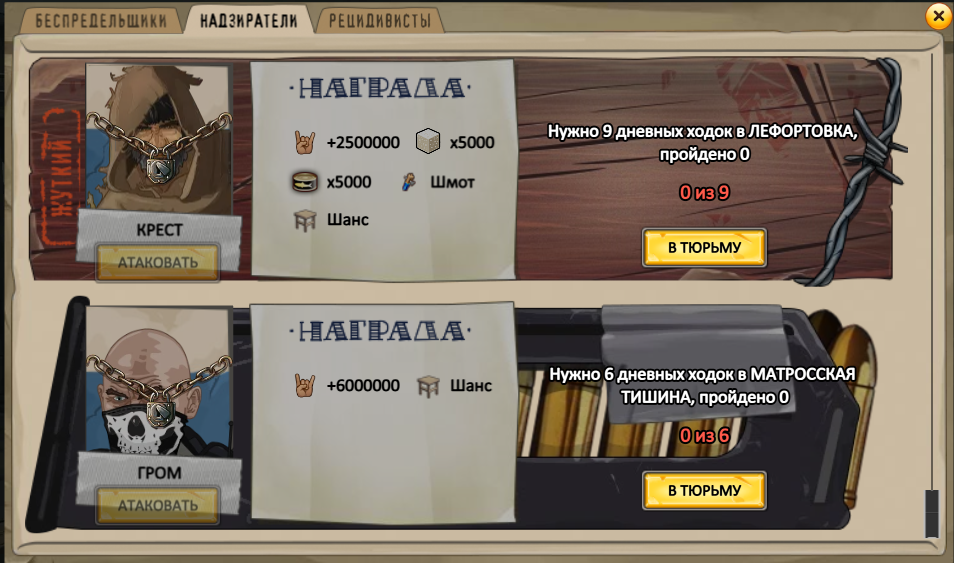 БЕСПРЕДЕЛЬЩИКИ
НАДЗИРАТЕЛИ
РЕЦИДИВИСТЫ
ЖУТКИЙ
КРЕСТ
АТАКОВАТЬ
·НАГРАДА·
+2500000 x5000
x5000 Шмот
Шанс
Нужно 9 дневных ходок в ЛЕФОРТОВКА,
пройдено 0
0 из 9
В ТЮРЬМУ
ГРОМ
АТАКОВАТЬ
·НАГРАДА·
+6000000 Шанс
Нужно 6 дневных ходок в МАТРОССКАЯ
ТИШИНА, пройдено 0
0 из 6
В ТЮРЬМУ